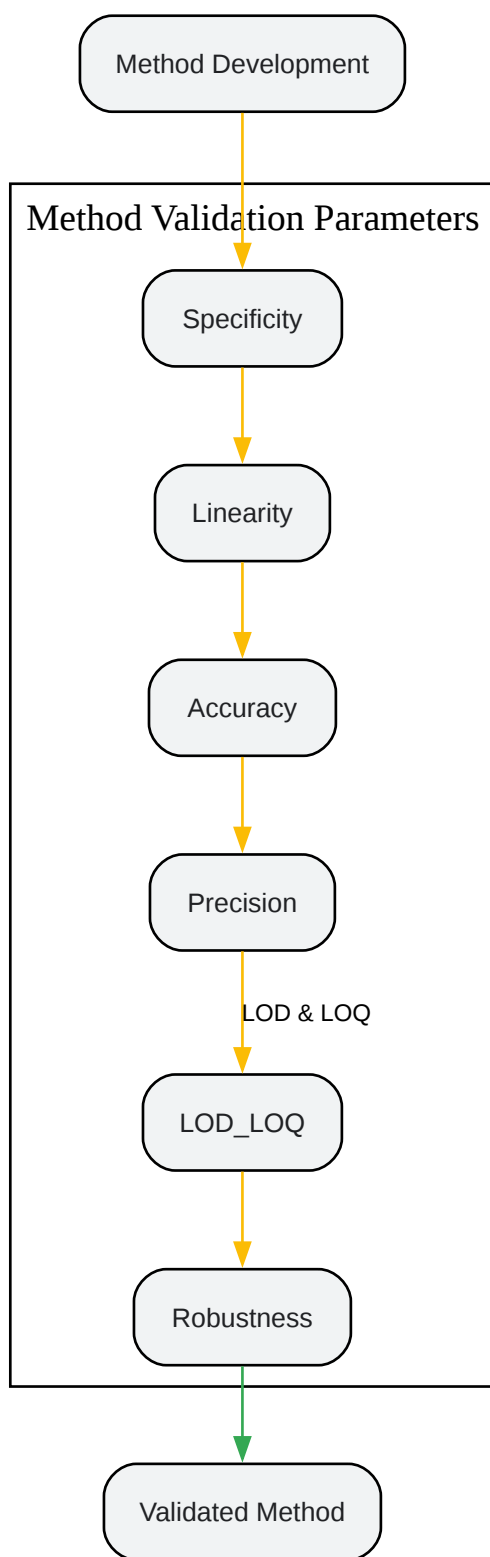 Method Development
Method Validation Parameters
Specificity
Linearity
Accuracy
Precision
LOD & LOQ
LOD_LOQ
Robustness
Validated Method